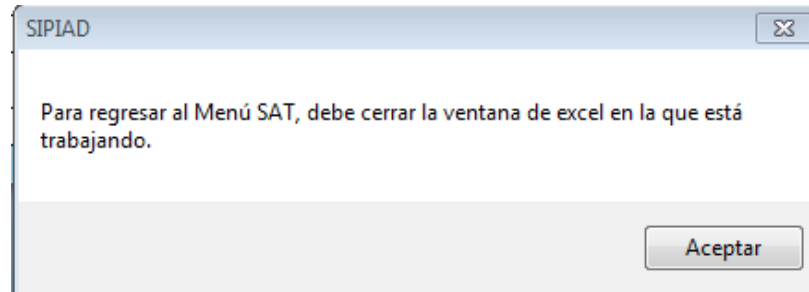 SIPIAD
Para regresar al Menú SAT, debe cerrar la ventana de excel en la que está
trabajando.
Aceptar